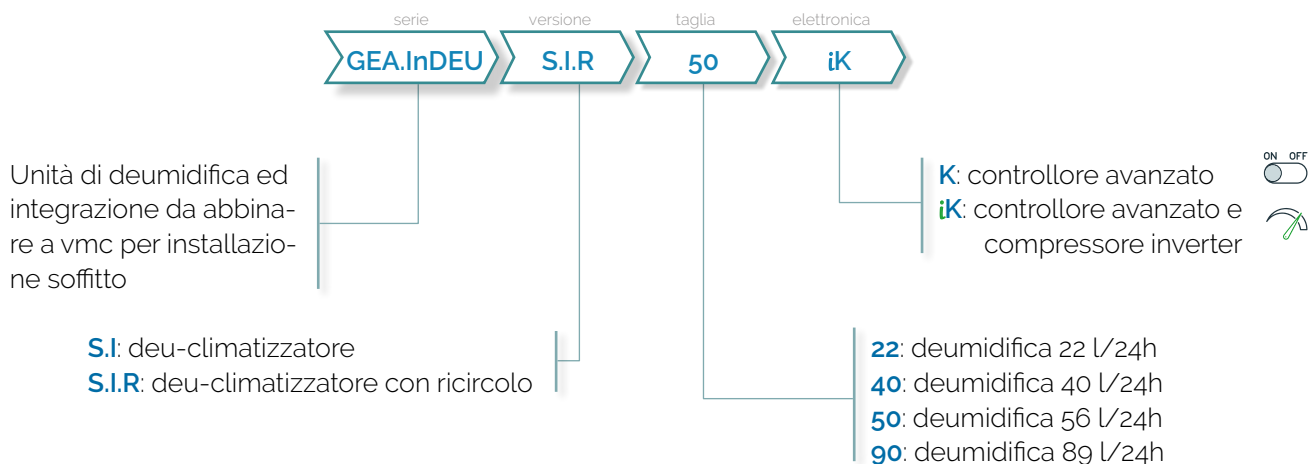 serie versione taglia elettronica
GEA.InDEU S.I.R 50 iK
Unità di deumidifica ed
integrazione da abbina-
re a vmc per installazio-
ne soffitto
K: controllore avanzato
iK: controllore avanzato e
compressore inverter
ON OFF
S.I: deu-climatizzatore
S.I.R: deu-climatizzatore con ricircolo
22: deumidifica 22 l/24h
40: deumidifica 40 l/24h
50: deumidifica 56 l/24h
90: deumidifica 89 l/24h